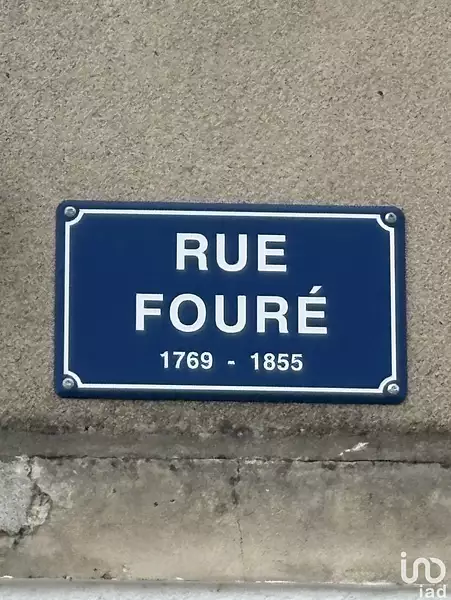 RUE
FOURÉ
1769 - 1855
iad